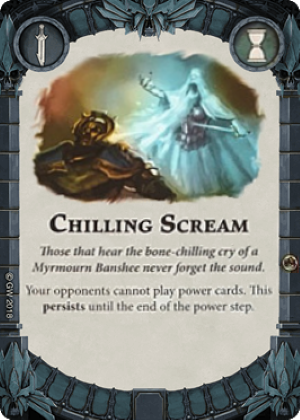 CHILLING SCREAM
Those that hear the bone-chilling cry of a
Myrmourn Banshee never forget the sound.
Your opponents cannot play power cards. This
persists until the end of the power step.
© GW 2018